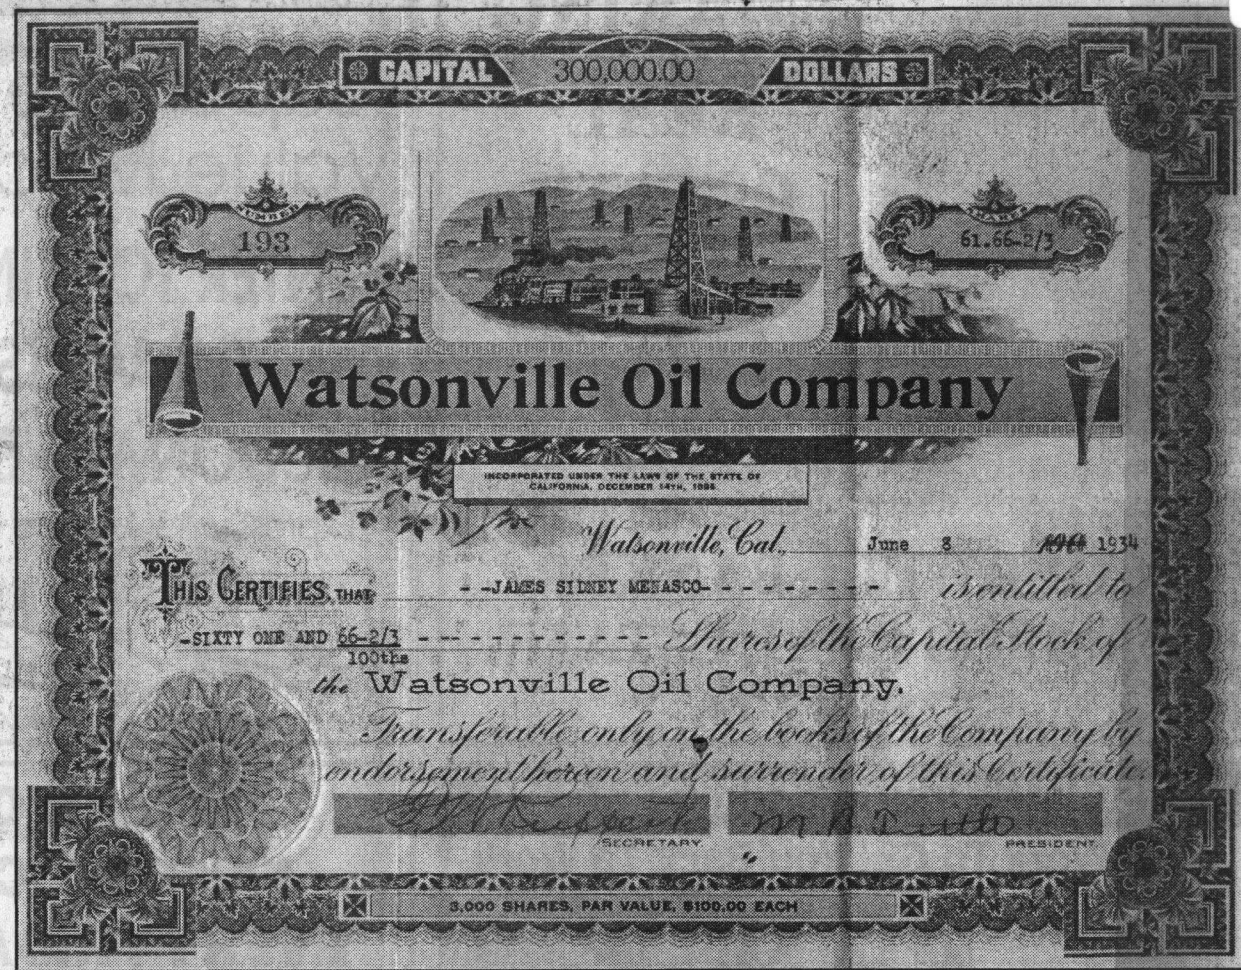 CAPITAL 300,000.00 DOLLARS
NUMBER
193
SHARES
61.66-2/3
Watsonville Oil Company
INCORPORATED UNDER THE LAWS OF THE STATE OF
CALIFORNIA, DECEMBER 14TH,
Watsonville, Cal., June 8 1934
THIS CERTIFIES, THAT - -JAMES SIDNEY MENASCO- - - - - - - - - is entitled to
-SIXTY ONE AND 66-2/3 - - - - - - - - - - - - Shares of the Capital Stock of
100ths
the Watsonville Oil Company.
Transferable only on the books of the Company by
endorsement hereon and surrender of this Certificate.
M. A. Tuttle
SECRETARY.
PRESIDENT.
3,000 SHARES, PAR VALUE, $100.00 EACH